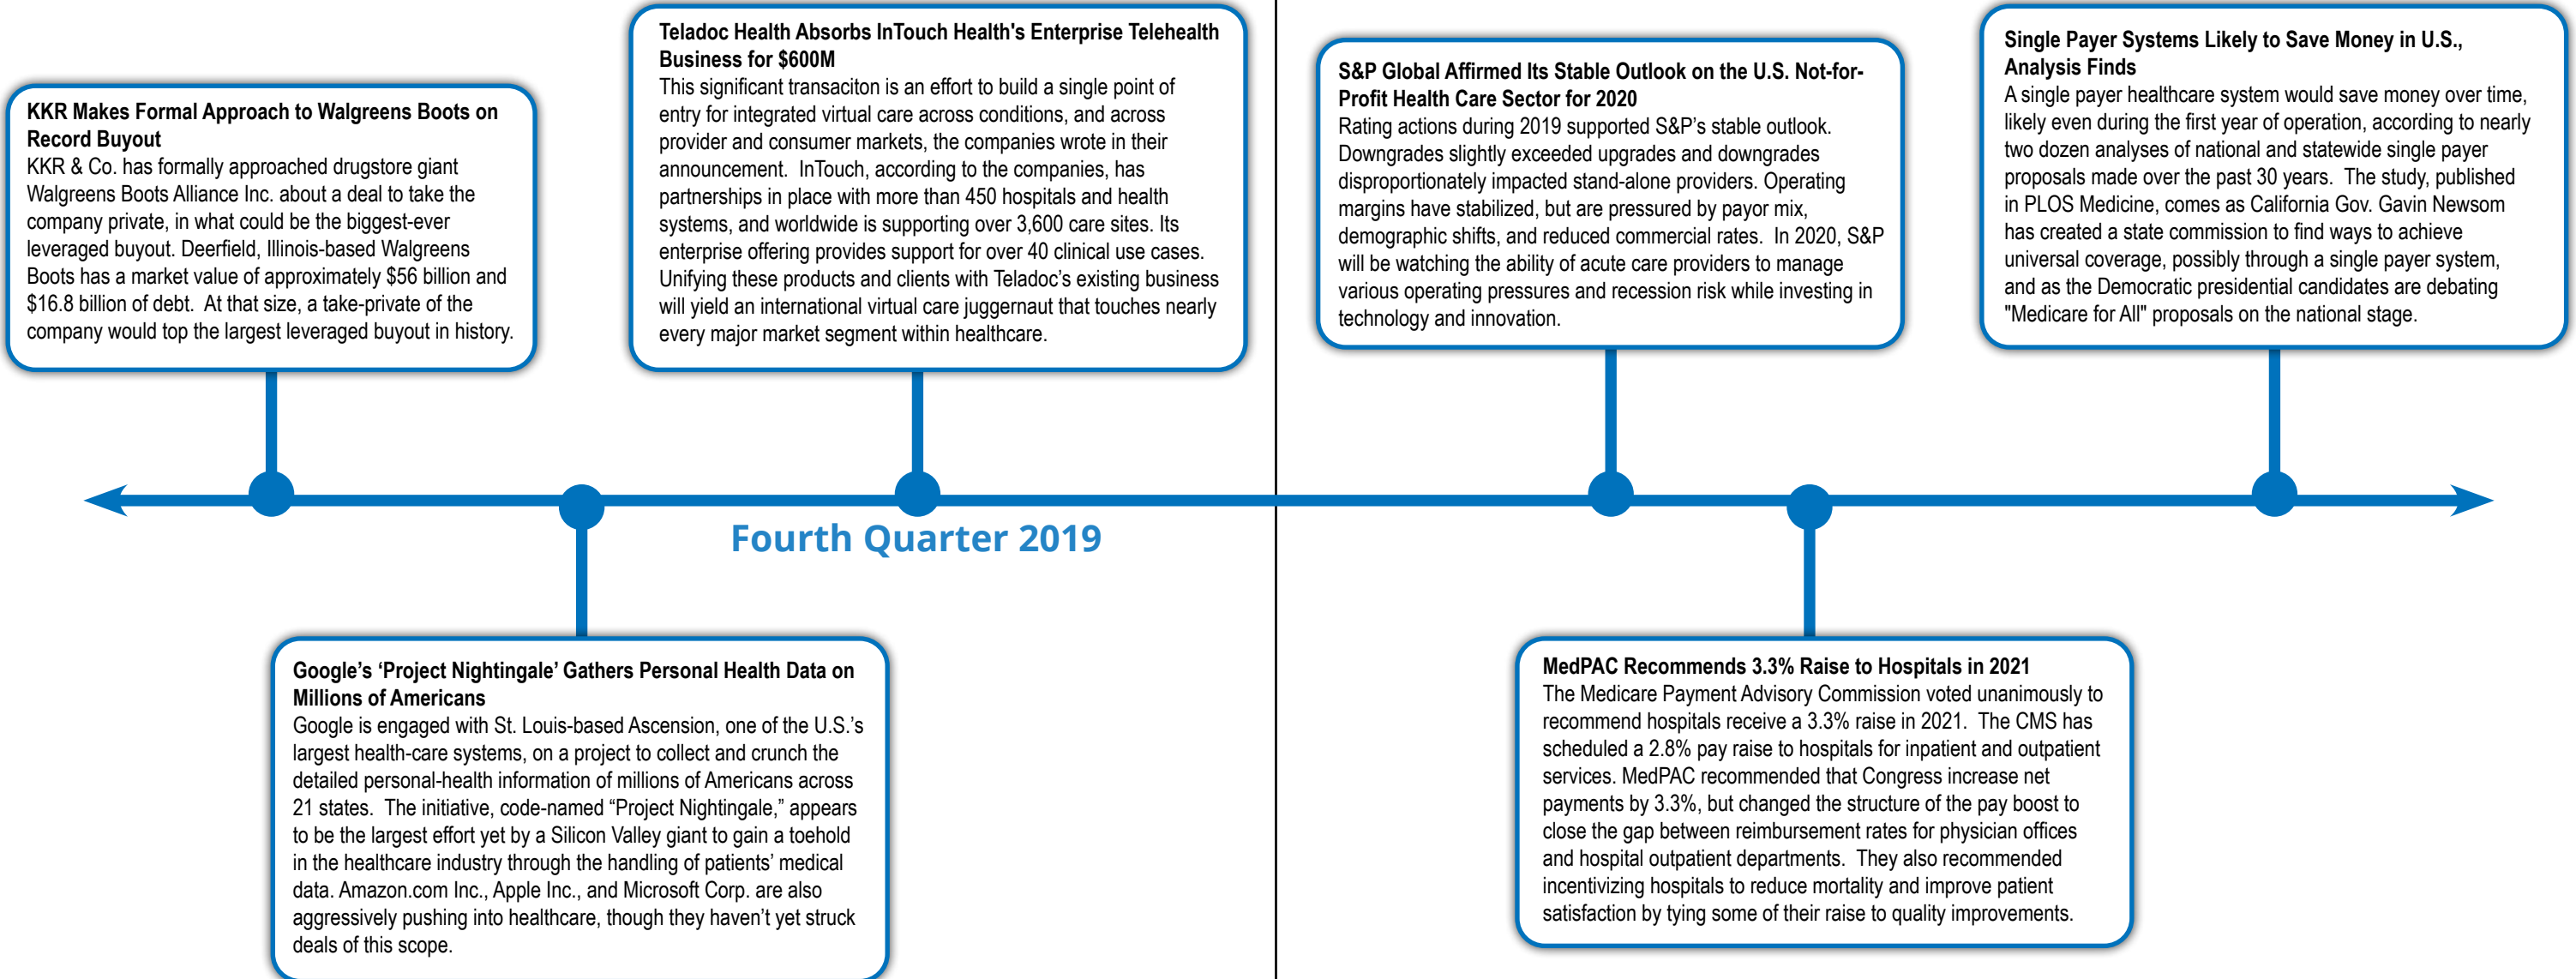 KKR Makes Formal Approach to Walgreens Boots on
Record Buyout
KKR & Co. has formally approached drugstore giant
Walgreens Boots Alliance Inc. about a deal to take the
company private, in what could be the biggest-ever
leveraged buyout. Deerfield, Illinois-based Walgreens
Boots has a market value of approximately $56 billion and
$16.8 billion of debt.  At that size, a take-private of the
company would top the largest leveraged buyout in history.
Teladoc Health Absorbs InTouch Health's Enterprise Telehealth
Business for $600M
This significant transaciton is an effort to build a single point of
entry for integrated virtual care across conditions, and across
provider and consumer markets, the companies wrote in their
announcement.  InTouch, according to the companies, has
partnerships in place with more than 450 hospitals and health
systems, and worldwide is supporting over 3,600 care sites. Its
enterprise offering provides support for over 40 clinical use cases.
Unifying these products and clients with Teladoc's existing business
will yield an international virtual care juggernaut that touches nearly
every major market segment within healthcare.
S&P Global Affirmed Its Stable Outlook on the U.S. Not-for-
Profit Health Care Sector for 2020
Rating actions during 2019 supported S&P's stable outlook.
Downgrades slightly exceeded upgrades and downgrades
disproportionately impacted stand-alone providers. Operating
margins have stabilized, but are pressured by payor mix,
demographic shifts, and reduced commercial rates.  In 2020, S&P
will be watching the ability of acute care providers to manage
various operating pressures and recession risk while investing in
technology and innovation.
Single Payer Systems Likely to Save Money in U.S.,
Analysis Finds
A single payer healthcare system would save money over time,
likely even during the first year of operation, according to nearly
two dozen analyses of national and statewide single payer
proposals made over the past 30 years.  The study, published
in PLOS Medicine, comes as California Gov. Gavin Newsom
has created a state commission to find ways to achieve
universal coverage, possibly through a single payer system,
and as the Democratic presidential candidates are debating
"Medicare for All" proposals on the national stage.
Fourth Quarter 2019
Google's ‘Project Nightingale’ Gathers Personal Health Data on
Millions of Americans
Google is engaged with St. Louis-based Ascension, one of the U.S.'s
largest health-care systems, on a project to collect and crunch the
detailed personal-health information of millions of Americans across
21 states.  The initiative, code-named “Project Nightingale,” appears
to be the largest effort yet by a Silicon Valley giant to gain a toehold
in the healthcare industry through the handling of patients’ medical
data. Amazon.com Inc., Apple Inc., and Microsoft Corp. are also
aggressively pushing into healthcare, though they haven’t yet struck
deals of this scope.
MedPAC Recommends 3.3% Raise to Hospitals in 2021
The Medicare Payment Advisory Commission voted unanimously to
recommend hospitals receive a 3.3% raise in 2021.  The CMS has
scheduled a 2.8% pay raise to hospitals for inpatient and outpatient
services. MedPAC recommended that Congress increase net
payments by 3.3%, but changed the structure of the pay boost to
close the gap between reimbursement rates for physician offices
and hospital outpatient departments.  They also recommended
incentivizing hospitals to reduce mortality and improve patient
satisfaction by tying some of their raise to quality improvements.